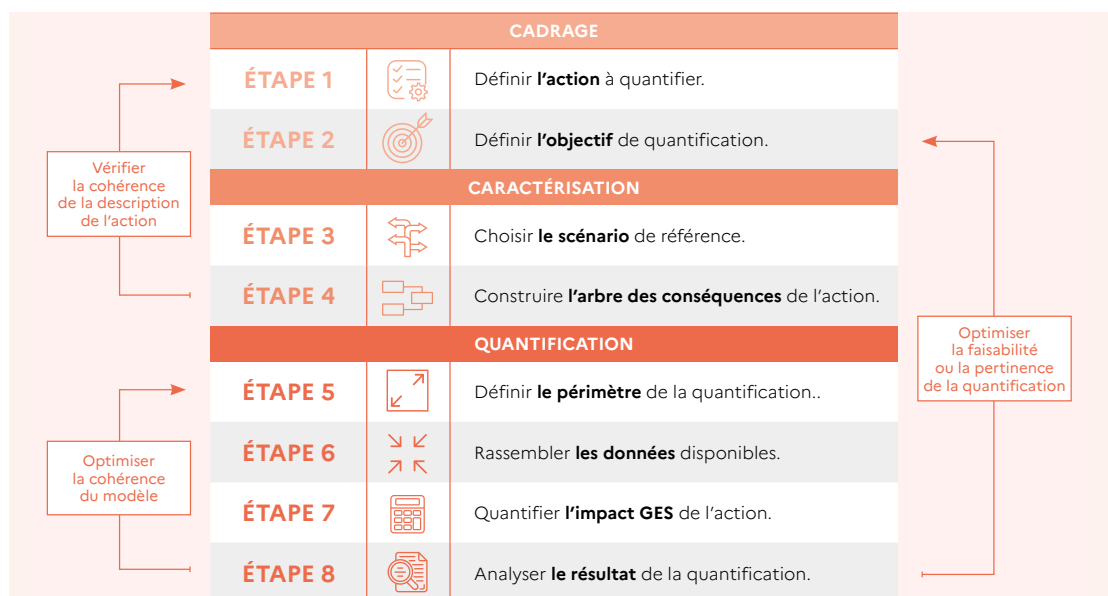 CADRAGE
ÉTAPE 1
Définir l'action à quantifier.
ÉTAPE 2
Définir l'objectif de quantification.
Vérifier
la cohérence
de la description
de l'action
CARACTÉRISATION
ÉTAPE 3
Choisir le scénario de référence.
ÉTAPE 4
Construire l'arbre des conséquences de l'action.
QUANTIFICATION
Optimiser
la faisabilité
ou la pertinence
de la quantification
ÉTAPE 5
Définir le périmètre de la quantification..
ÉTAPE 6
Rassembler les données disponibles.
Optimiser
la cohérence
du modèle
ÉTAPE 7
Quantifier l'impact GES de l'action.
ÉTAPE 8
Analyser le résultat de la quantification.